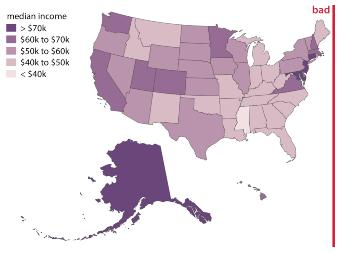 bad
median income
> $70k
$60k to $70k
$50k to $60k
$40k to $50k
< $40k